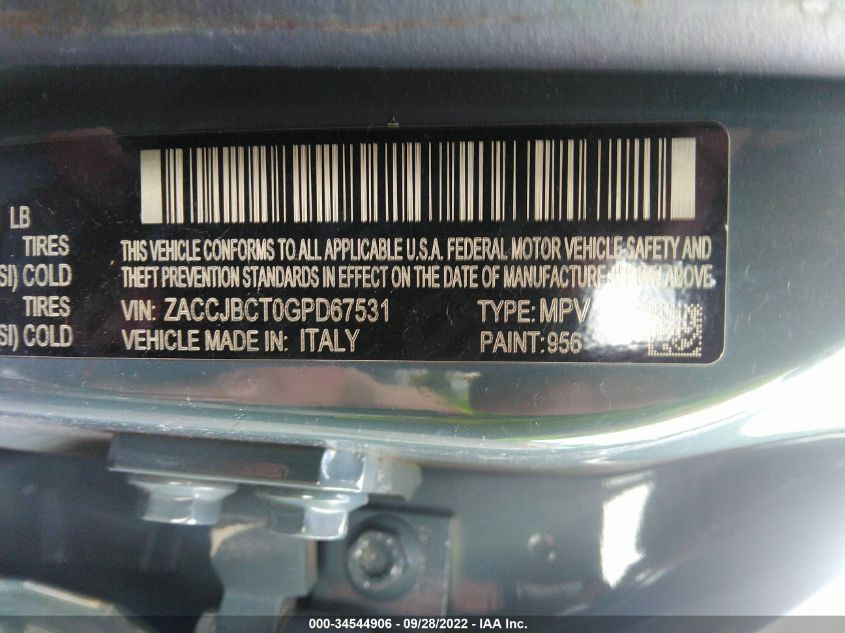 LB
TIRES
SI) COLD
TIRES
SI) COLD
THIS VEHICLE CONFORMS TO ALL APPLICABLE U.S.A. FEDERAL MOTOR VEHICLE SAFETY AND
THEFT PREVENTION STANDARDS IN EFFECT ON THE DATE OF MANUFACTURE SHOWN ABOVE.
VIN: ZACCJBCT0GPD67531 TYPE: MPV
VEHICLE MADE IN: ITALY PAINT:956
000-34544906 - 09/28/2022 - IAA Inc.